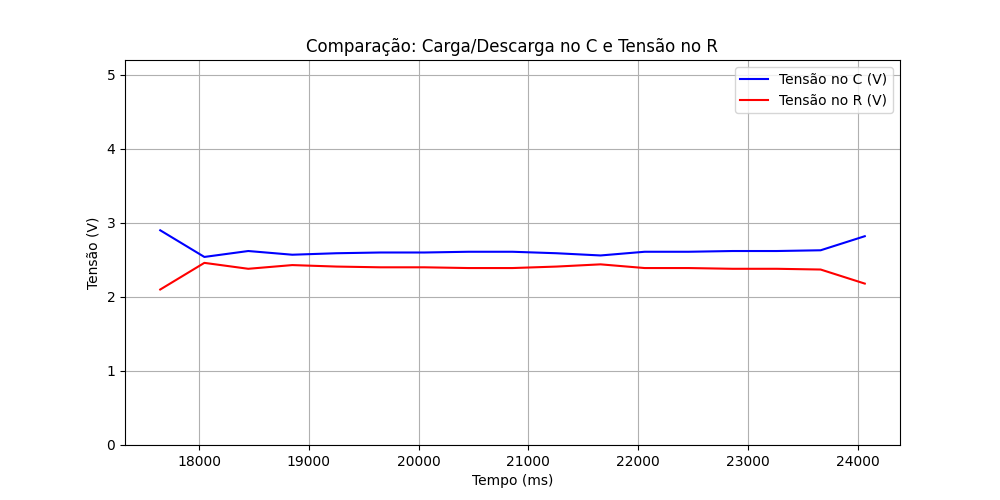 Comparação: Carga/Descarga no C e Tensão no R
Tensão no C (V)
Tensão no R (V)
Tensão (V)
5
4
3
2
1
0
18000 19000 20000 21000 22000 23000 24000
Tempo (ms)